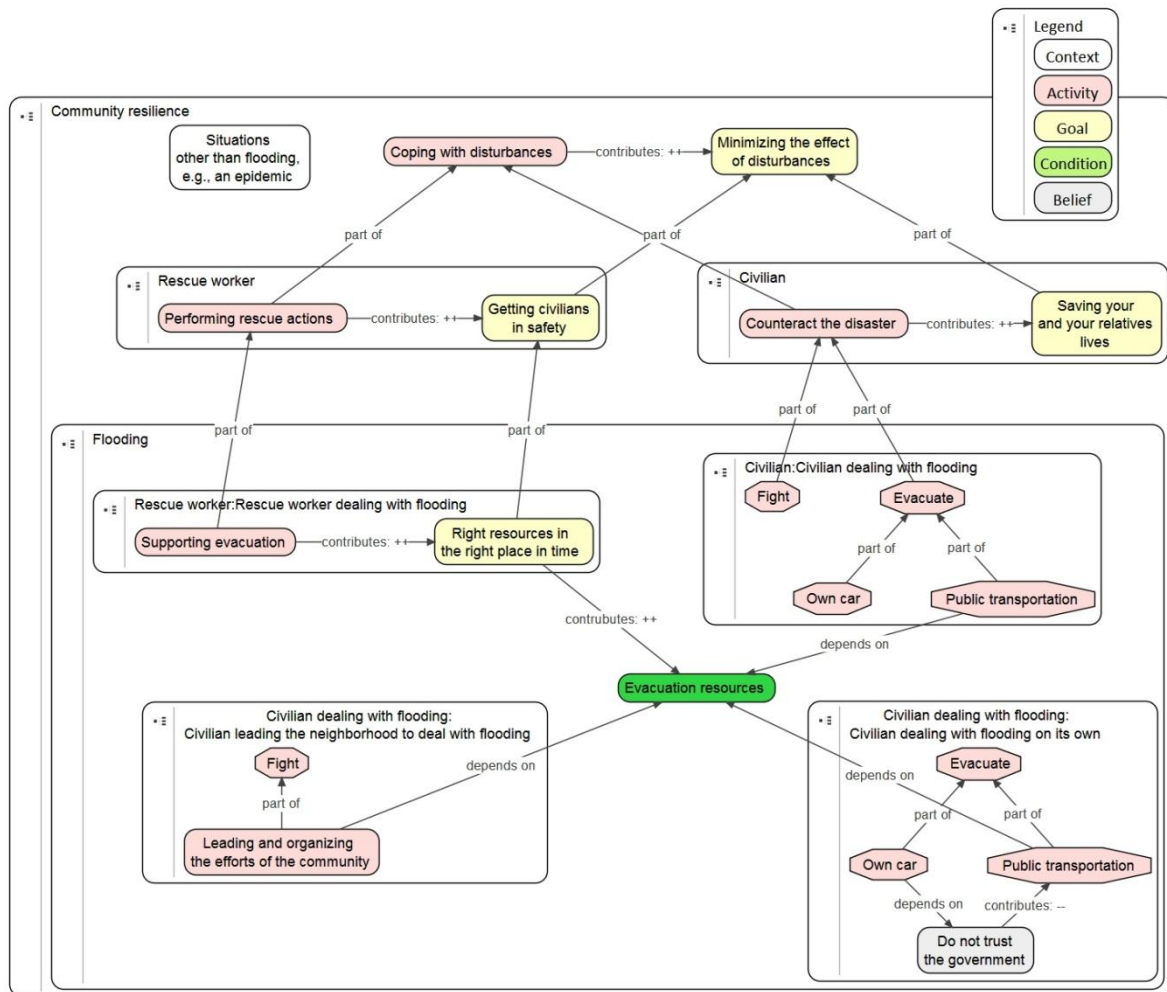 Legend
Context
Activity
Goal
Condition
Belief
Community resilience
Situations
other than flooding,
e.g., an epidemic
Coping with disturbances
contributes: ++
Minimizing the effect
of disturbances
part of
part of
part of
Rescue worker
Performing rescue actions
contributes: ++
Getting civilians
in safety
Civilian
Counteract the disaster
contributes: ++
Saving your
and your relatives
lives
part of
part of
part of
part of
Flooding
Rescue worker:Rescue worker dealing with flooding
Supporting evacuation
contributes: ++
Right resources in
the right place in time
Civilian:Civilian dealing with flooding
Fight
Evacuate
part of
part of
Own car
Public transportation
contrubutes: ++
depends on
Evacuation resources
Civilian dealing with flooding:
Civilian leading the neighborhood to deal with flooding
Fight
part of
depends on
Leading and organizing
the efforts of the community
Civilian dealing with flooding:
Civilian dealing with flooding on its own
Evacuate
depends on
part of
part of
Own car
Public transportation
depends on
contributes: --
Do not trust
the government